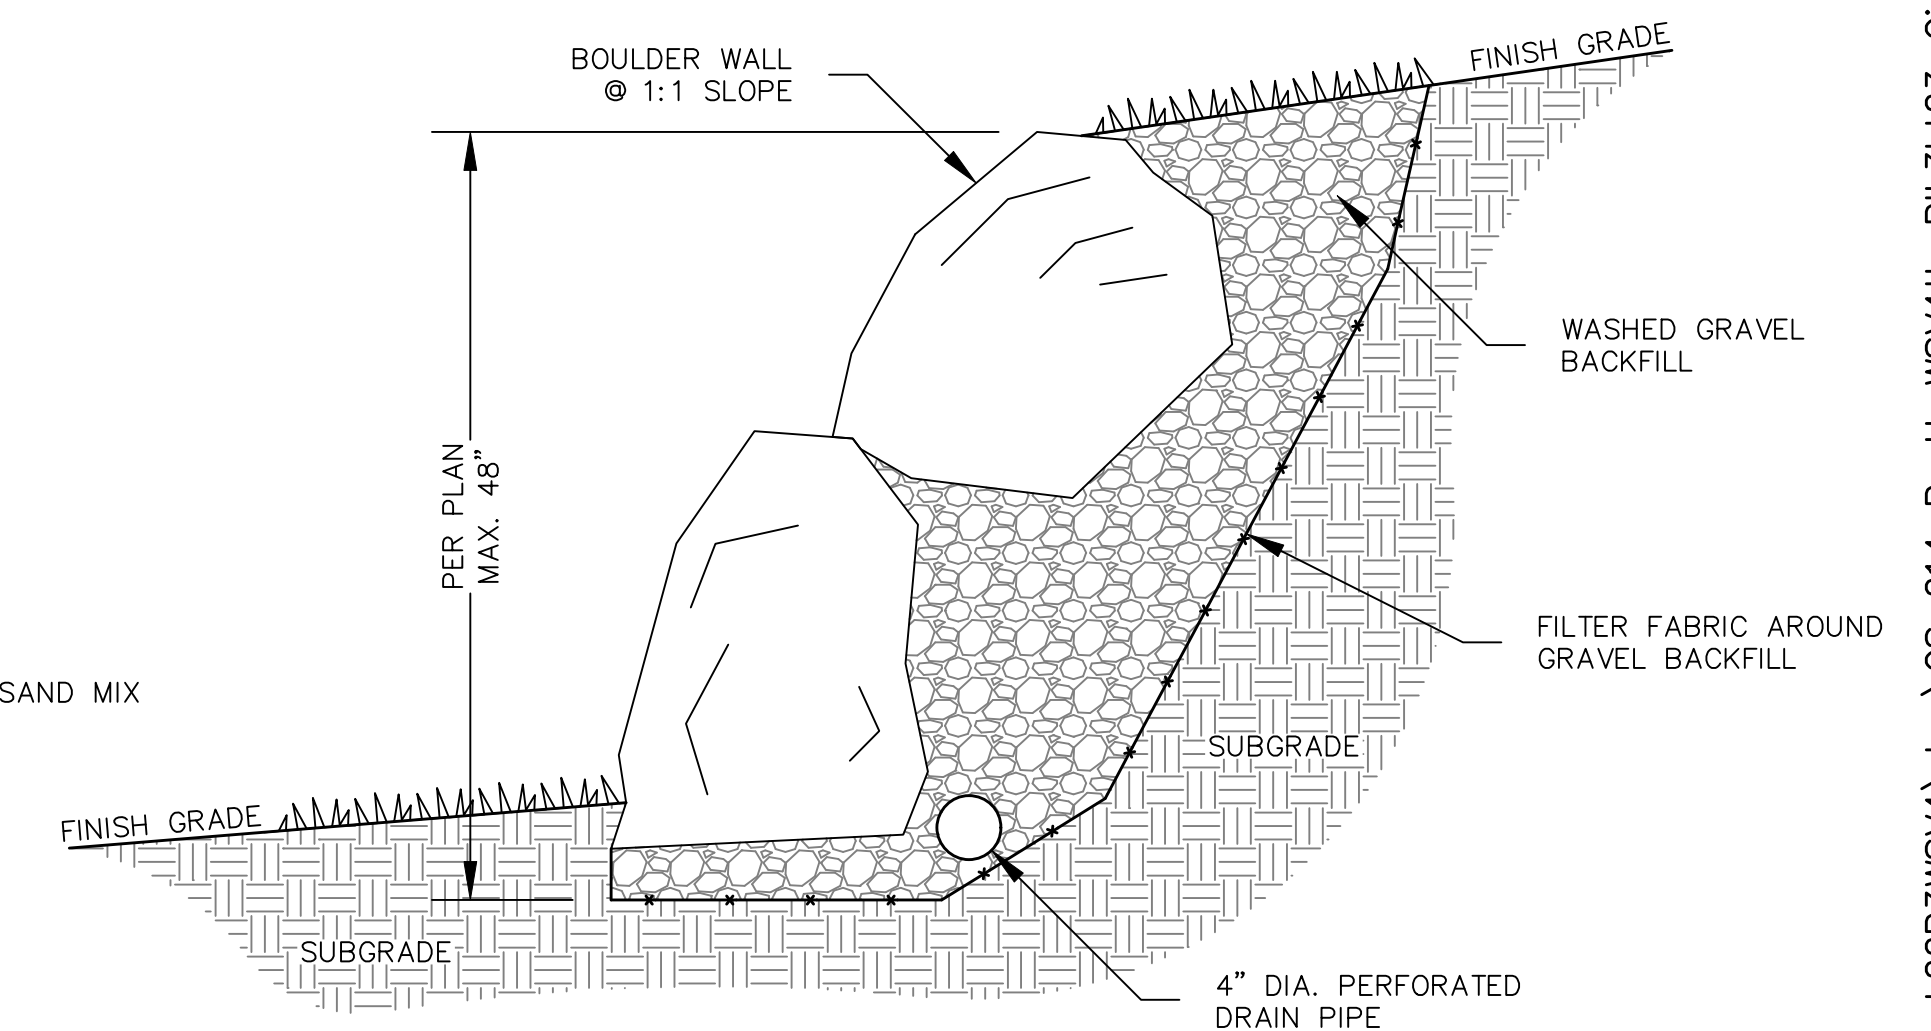 BOULDER WALL
@ 1:1 SLOPE
FINISH GRADE
WASHED GRAVEL
BACKFILL
PER PLAN
MAX. 48"
FILTER FABRIC AROUND
GRAVEL BACKFILL
SAND MIX
SUBGRADE
FINISH GRADE
SUBGRADE
4" DIA. PERFORATED
DRAIN PIPE